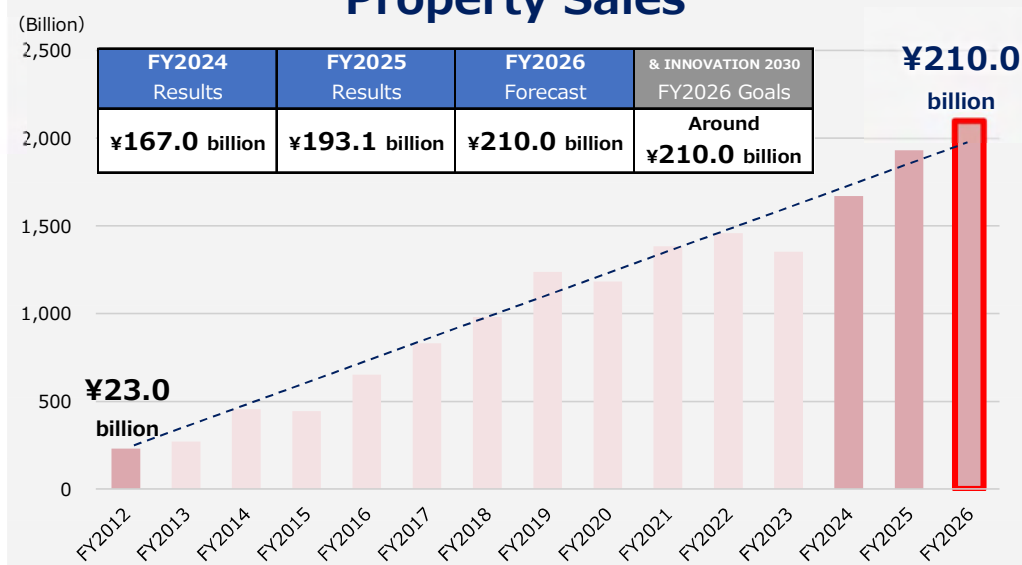 Property Sales
(Billion)
2,500
2,000
1,500
1,000
500
0
FY2024
Results
FY2025
Results
FY2026
Forecast
& INNOVATION 2030
FY2026 Goals
¥167.0 billion
¥193.1 billion
¥210.0 billion
Around
¥210.0 billion
¥210.0
billion
¥23.0
billion
FY2012
FY2013
FY2014
FY2015
FY2016
FY2017
FY2018
FY2019
FY2020
FY2021
FY2022
FY2023
FY2024
FY2025
FY2026